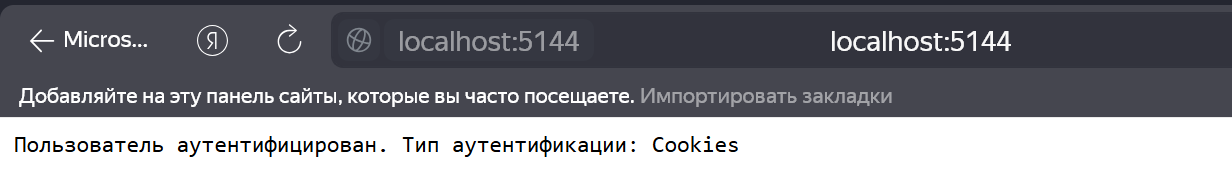 Micros... Я localhost:5144 localhost:5144
Добавляйте на эту панель сайты, которые вы часто посещаете. Импортировать закладки
Пользователь аутентифицирован. Тип аутентификации: Cookies